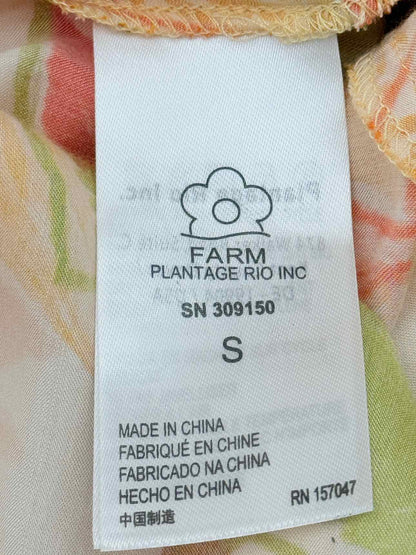 FARM
PLANTAGE RIO INC
SN 309150
S
MADE IN CHINA
FABRIQUÉ EN CHINE
FABRICADO NA CHINA
HECHO EN CHINA
中国制造
RN 157047